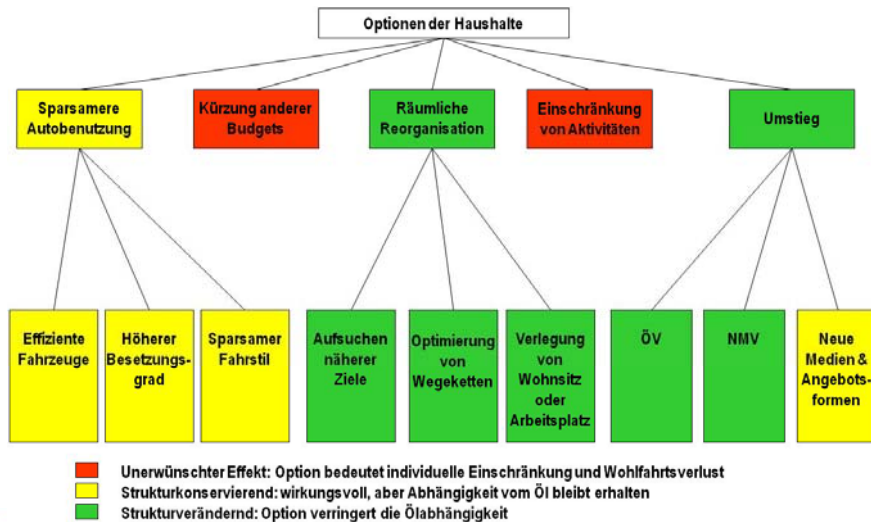 Optionen der Haushalte
Sparsamere
Autobenutzung
Kürzung anderer
Budgets
Räumliche
Reorganisation
Einschränkung
von Aktivitäten
Umstieg
Effiziente
Fahrzeuge
Höherer
Besetzungs-
grad
Sparsamer
Fahrstil
Aufsuchen
näherer
Ziele
Optimierung
von
Wegeketten
Verlegung
von
Wohnsitz
oder
Arbeitsplatz
ÖV
NMV
Neue
Medien &
Angebots-
formen
Unerwünschter Effekt: Option bedeutet individuelle Einschränkung und Wohlfahrtsverlust
Strukturkonservierend: wirkungsvoll, aber Abhängigkeit vom Öl bleibt erhalten
Strukturverändernd: Option verringert die Ölabhängigkeit